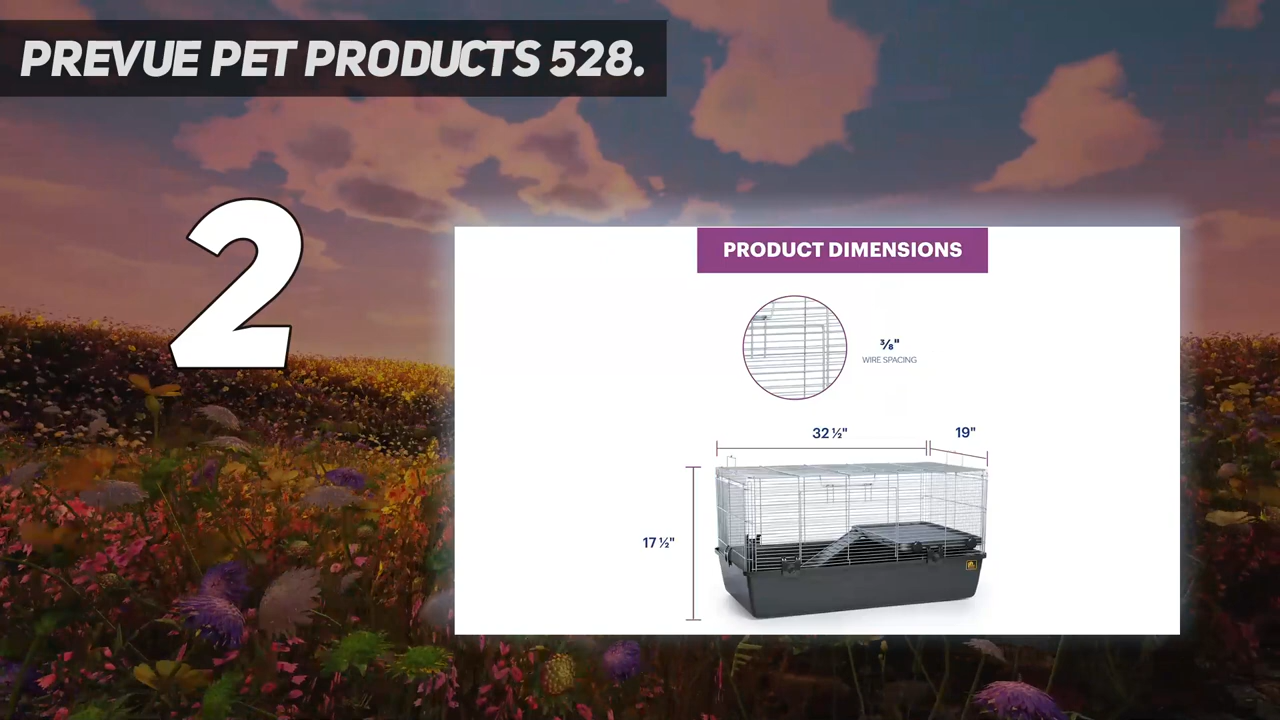 PREVUE PET PRODUCTS 528.
2
PRODUCT DIMENSIONS
⅜"
WIRE SPACING
32 ½"
19"
17 ½"